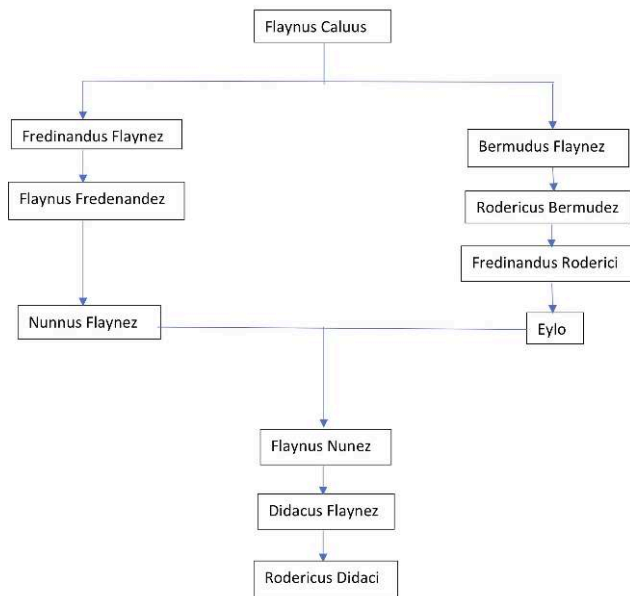 Flaynus Caluus
Fredinandus Flaynez
Bermudus Flaynez
Flaynus Fredenandez
Rodericus Bermudez
Fredinandus Roderici
Nunnus Flaynez
Eylo
Flaynus Nunez
Didacus Flaynez
Rodericus Didaci